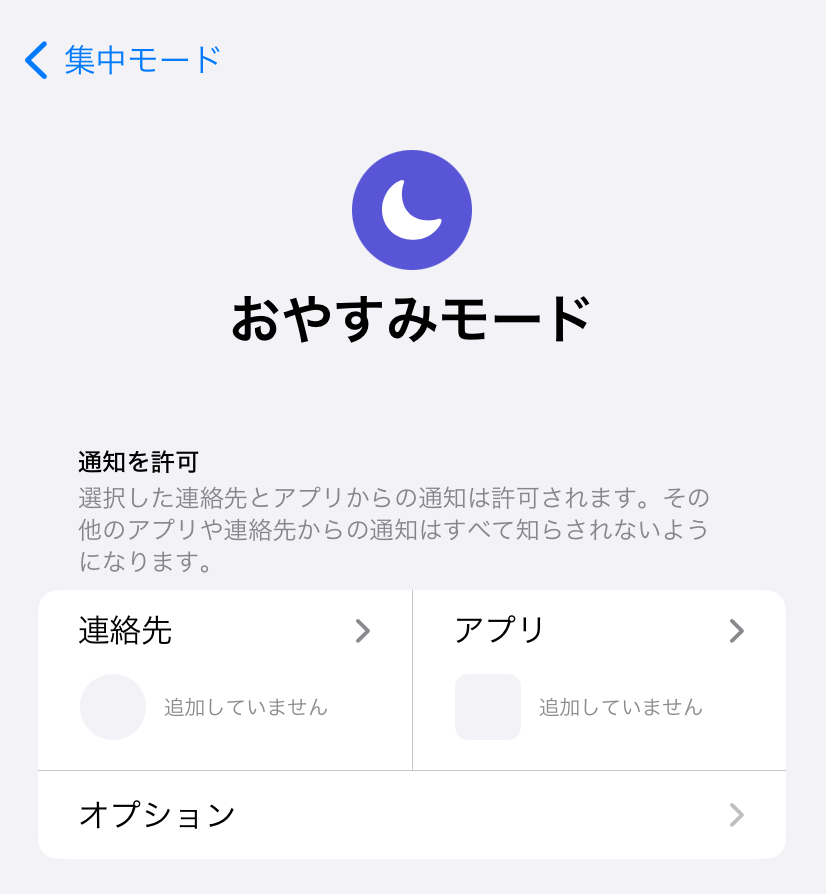 集中モード
おやすみモード
通知を許可
選択した連絡先とアプリからの通知は許可されます。その
他のアプリや連絡先からの通知はすべて知らされないよう
になります。
連絡先
アプリ
追加していません
追加していません
オプション